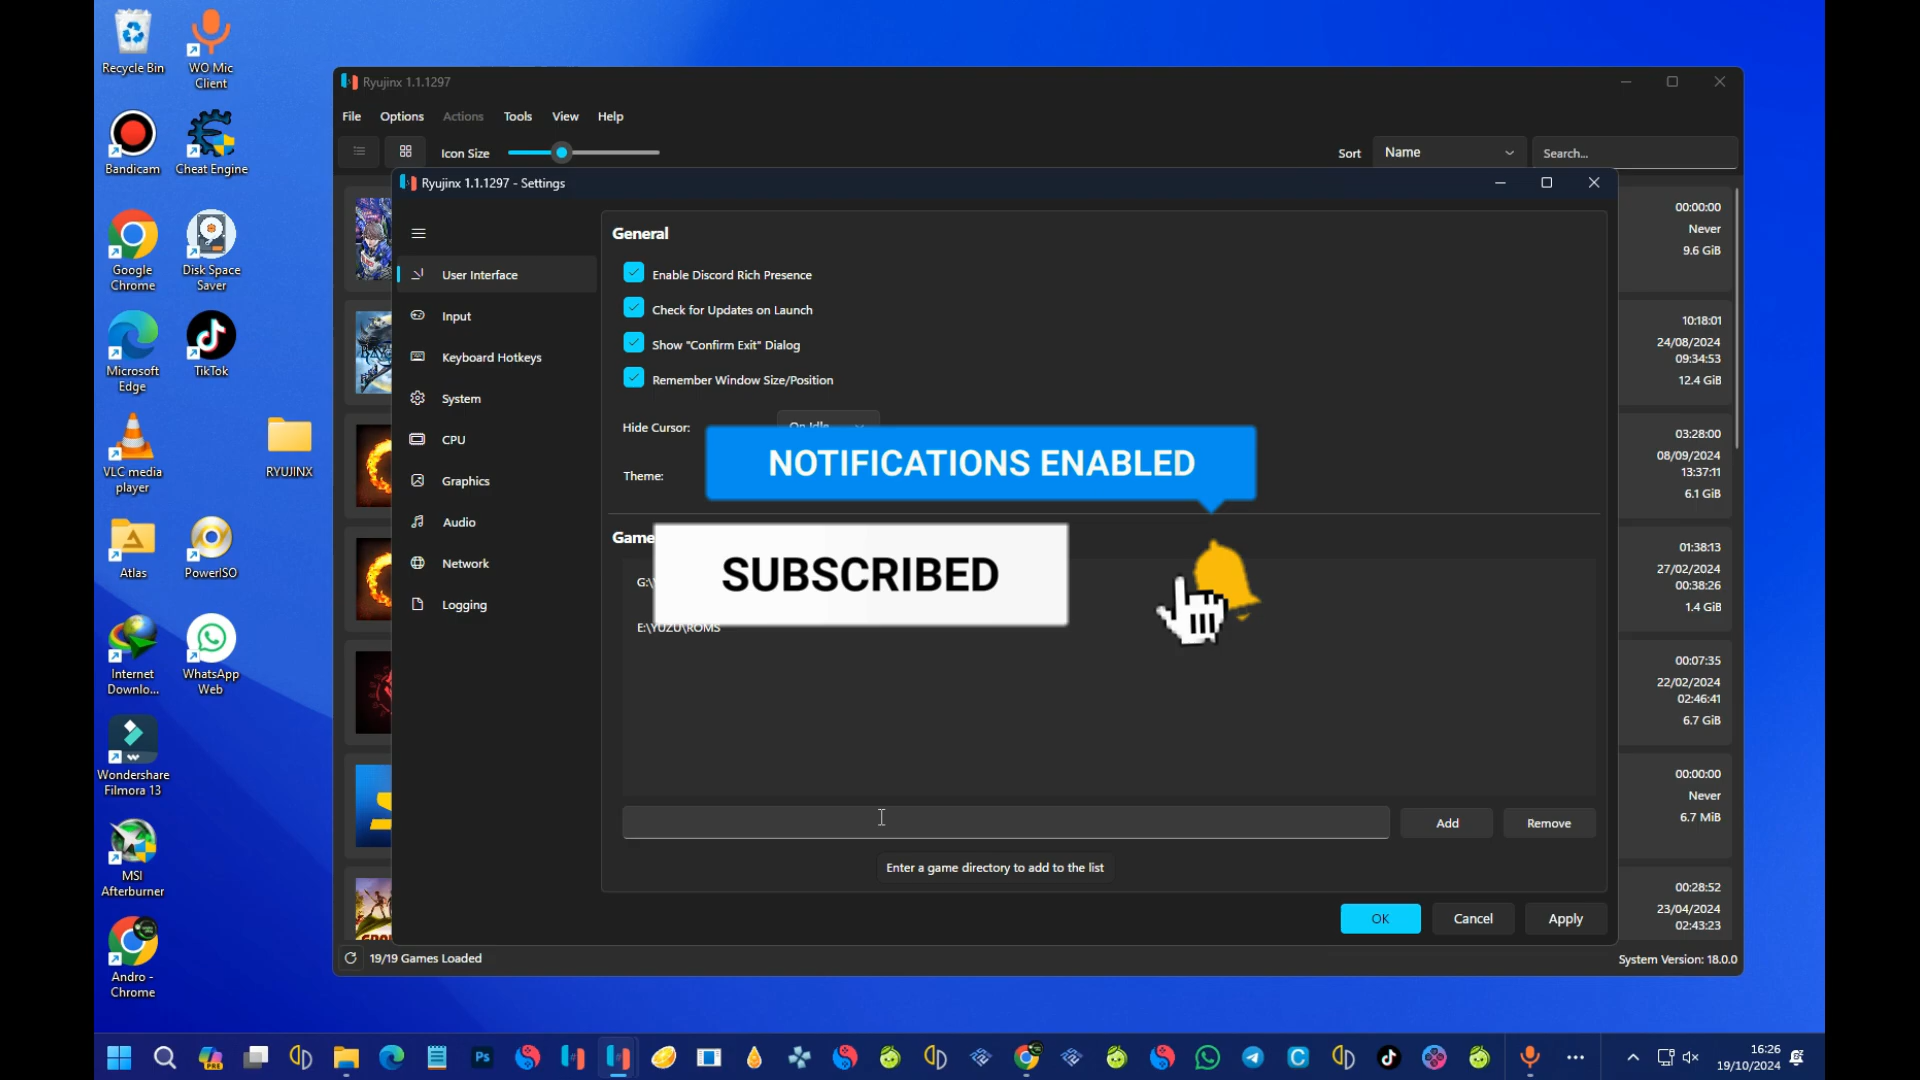 Recycle Bin
WO Mic
Client
Bandicam
Cheat Engine
Google
Chrome
Disk Space
Saver
Microsoft
Edge
TikTok
VLC media
player
RYUJINX
Atlas
PowerISO
Internet
Downlo...
WhatsApp
Web
Wondershare
Filmora 13
MSI
Afterburner
Andro -
Chrome
Ryujinx 1.1.1297
File Options Actions Tools View Help
Icon Size
Sort
Name
Search...
Ryujinx 1.1.1297 - Settings
User Interface
Input
Keyboard Hotkeys
System
CPU
Graphics
Audio
Network
Logging
General
Enable Discord Rich Presence
Check for Updates on Launch
Show "Confirm Exit" Dialog
Remember Window Size/Position
Hide Cursor:
On Idle
Theme:
NOTIFICATIONS ENABLED
Game
SUBSCRIBED
G:\
E:\YUZU\ROMS
Add
Remove
Enter a game directory to add to the list
OK
Cancel
Apply
00:00:00
Never
9.6 GiB
10:18:01
24/08/2024
09:34:53
12.4 GiB
03:28:00
08/09/2024
13:37:11
6.1 GiB
01:38:13
27/02/2024
00:38:26
1.4 GiB
00:07:35
22/02/2024
02:46:41
6.7 GiB
00:00:00
Never
6.7 MiB
00:28:52
23/04/2024
02:43:23
19/19 Games Loaded
System Version: 18.0.0
PRE
Ps
C
16:26
19/10/2024